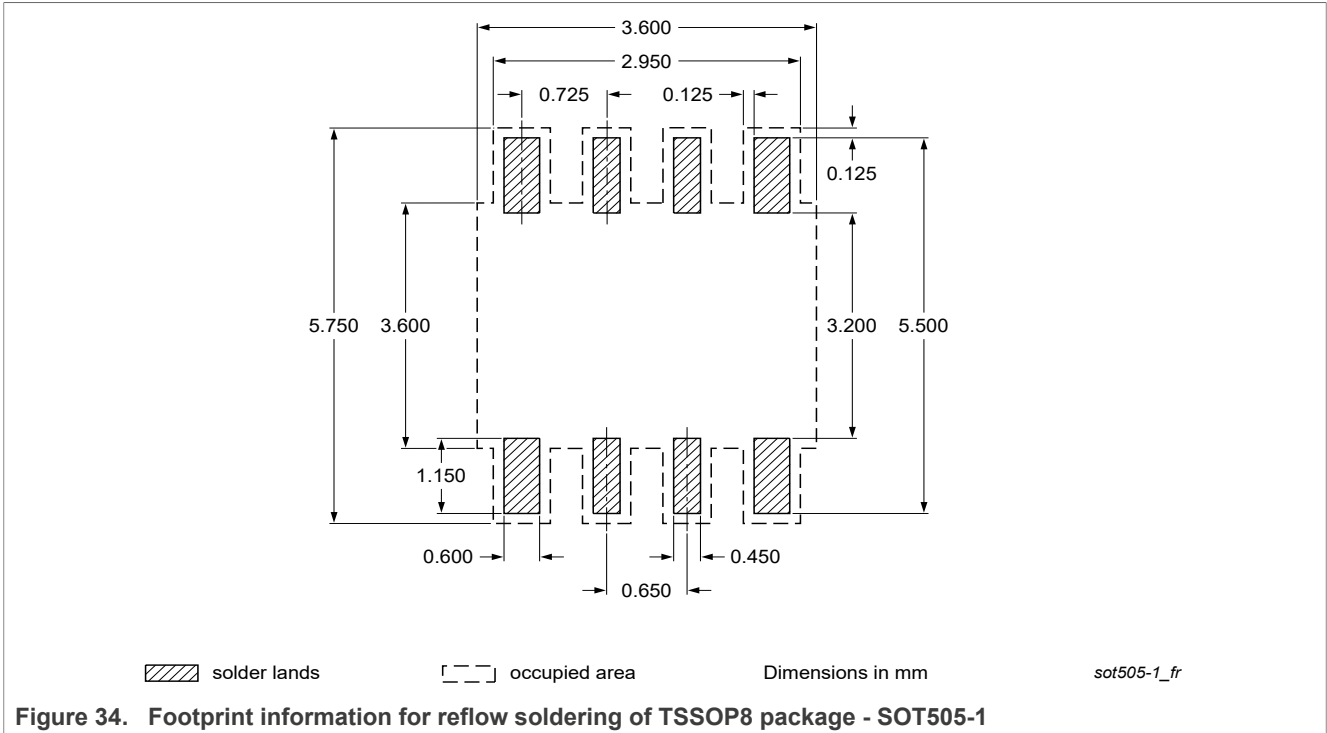 3.600
2.950
0.725 0.125
0.125
5.750 3.600 3.200 5.500
1.150
0.600 0.450
0.650
solder lands occupied area Dimensions in mm sot505-1_fr
Figure 34. Footprint information for reflow soldering of TSSOP8 package - SOT505-1